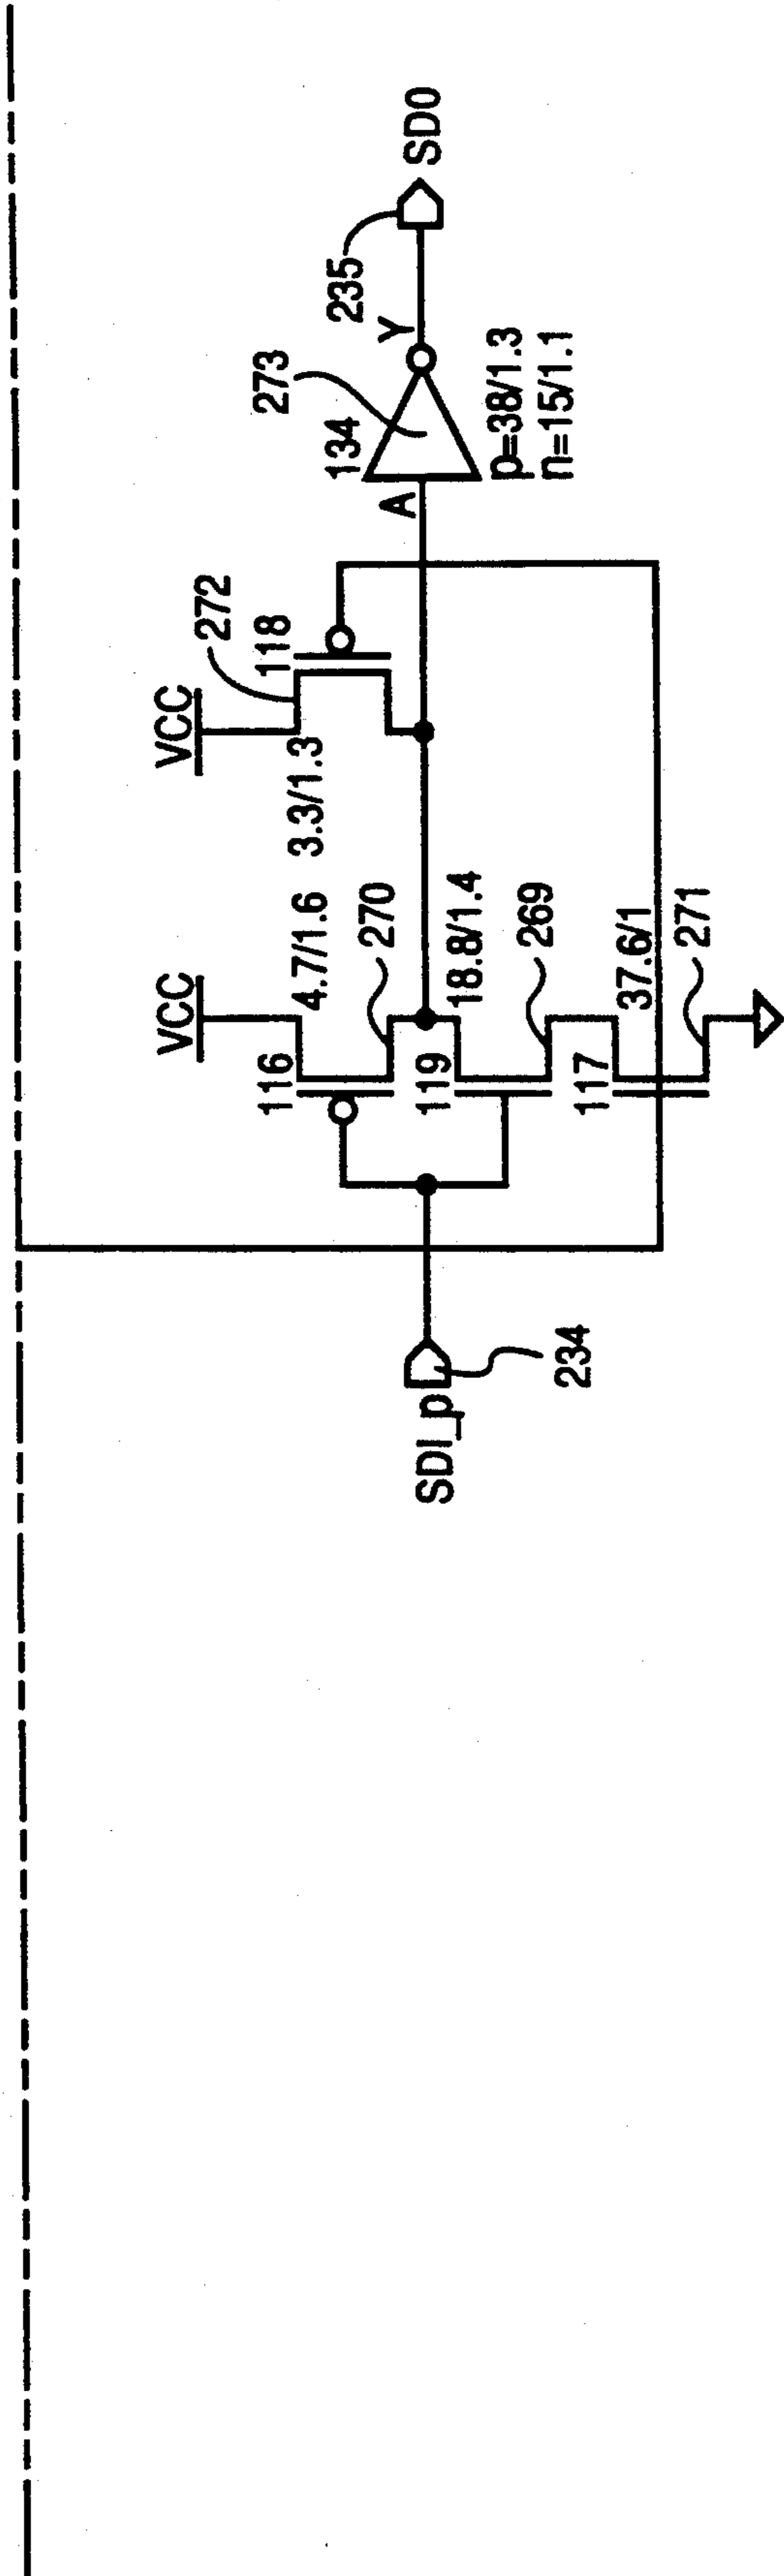 VCC
VCC
272
118
3.3/1.3
116
4.7/1.6
270
273
134
235
SD0
A
Y
p=38/1.3
n=15/1.1
SDI_p
234
119
18.8/1.4
269
117
37.6/1
271